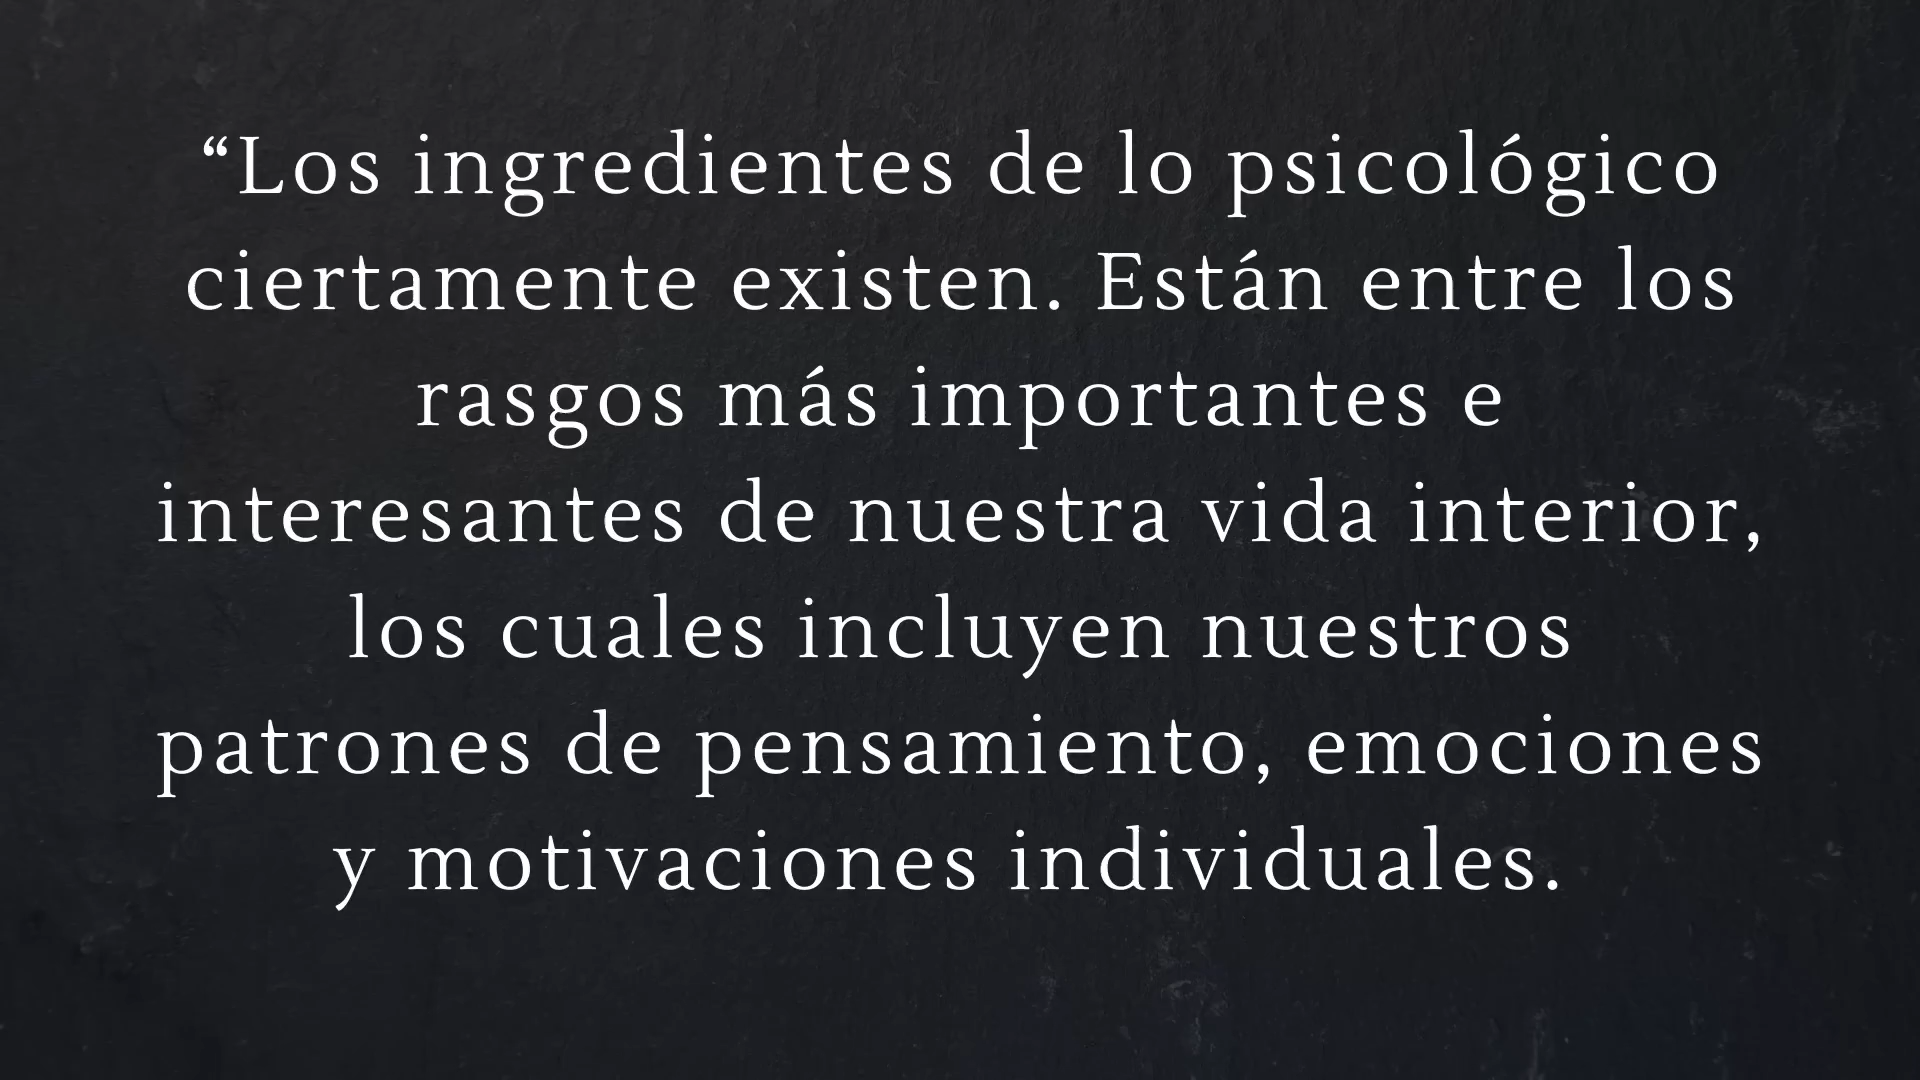 “Los ingredientes de lo psicológico
ciertamente existen. Están entre los
rasgos más importantes e
interesantes de nuestra vida interior,
los cuales incluyen nuestros
patrones de pensamiento, emociones
y motivaciones individuales.